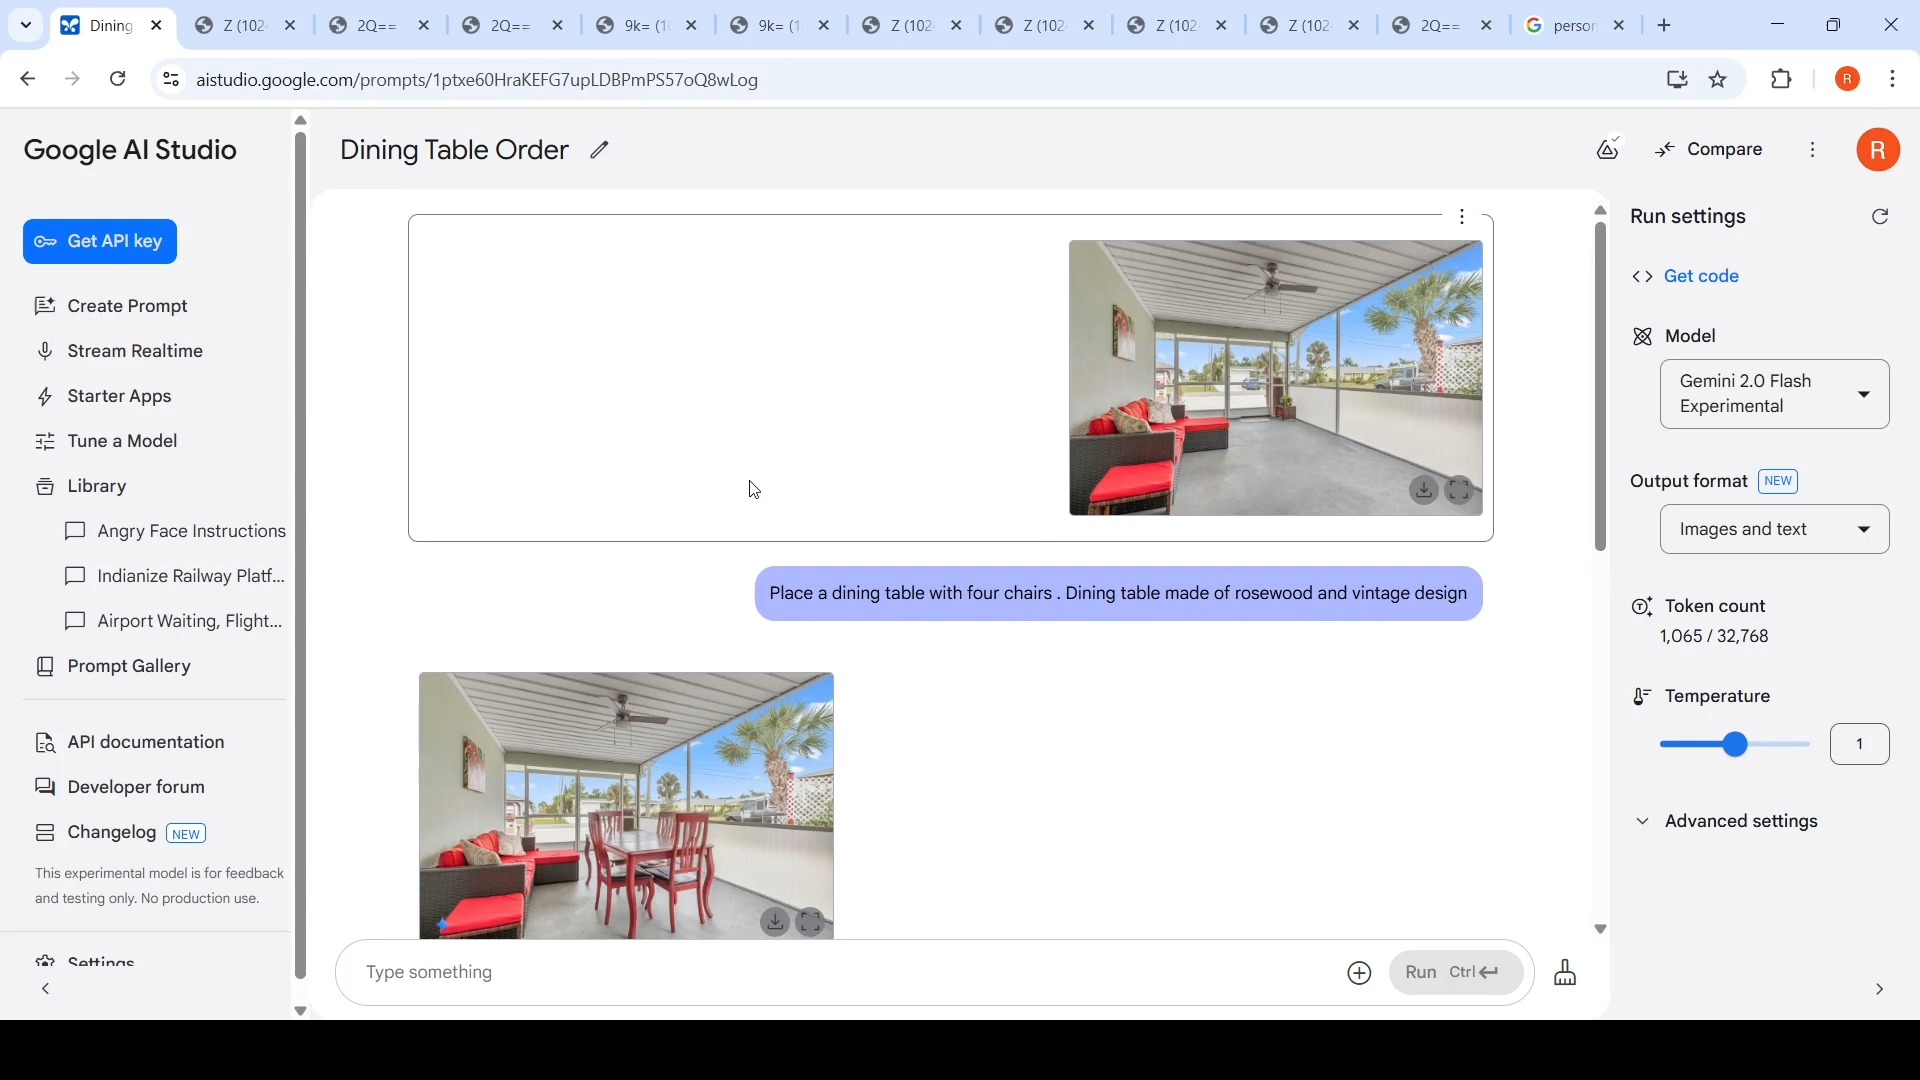 Dining
Z (102
2Q==
2Q==
9k= (1
9k= (1
Z (102
Z (102
Z (102
Z (102
2Q==
person
aistudio.google.com/prompts/1ptxe60HraKEFG7upLDBPmPS57oQ8wLog
R
Google AI Studio
Dining Table Order
Compare
R
Get API key
Create Prompt
Stream Realtime
Starter Apps
Tune a Model
Library
Angry Face Instructions
Indianize Railway Platf...
Airport Waiting, Flight...
Prompt Gallery
API documentation
Developer forum
Changelog NEW
This experimental model is for feedback
and testing only. No production use.
Settings
Place a dining table with four chairs . Dining table made of rosewood and vintage design
Type something
Run Ctrl
Run settings
Get code
Model
Gemini 2.0 Flash
Experimental
Output format NEW
Images and text
Token count
1,065 / 32,768
Temperature
1
Advanced settings